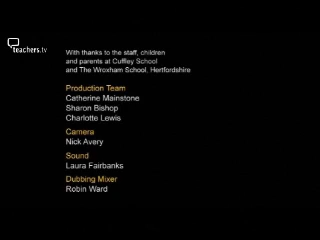 teachers.tv
With thanks to the staff, children
and parents at Cuffley School
and The Wroxham School, Hertfordshire
Production Team
Catherine Mainstone
Sharon Bishop
Charlotte Lewis
Camera
Nick Avery
Sound
Laura Fairbanks
Dubbing Mixer
Robin Ward